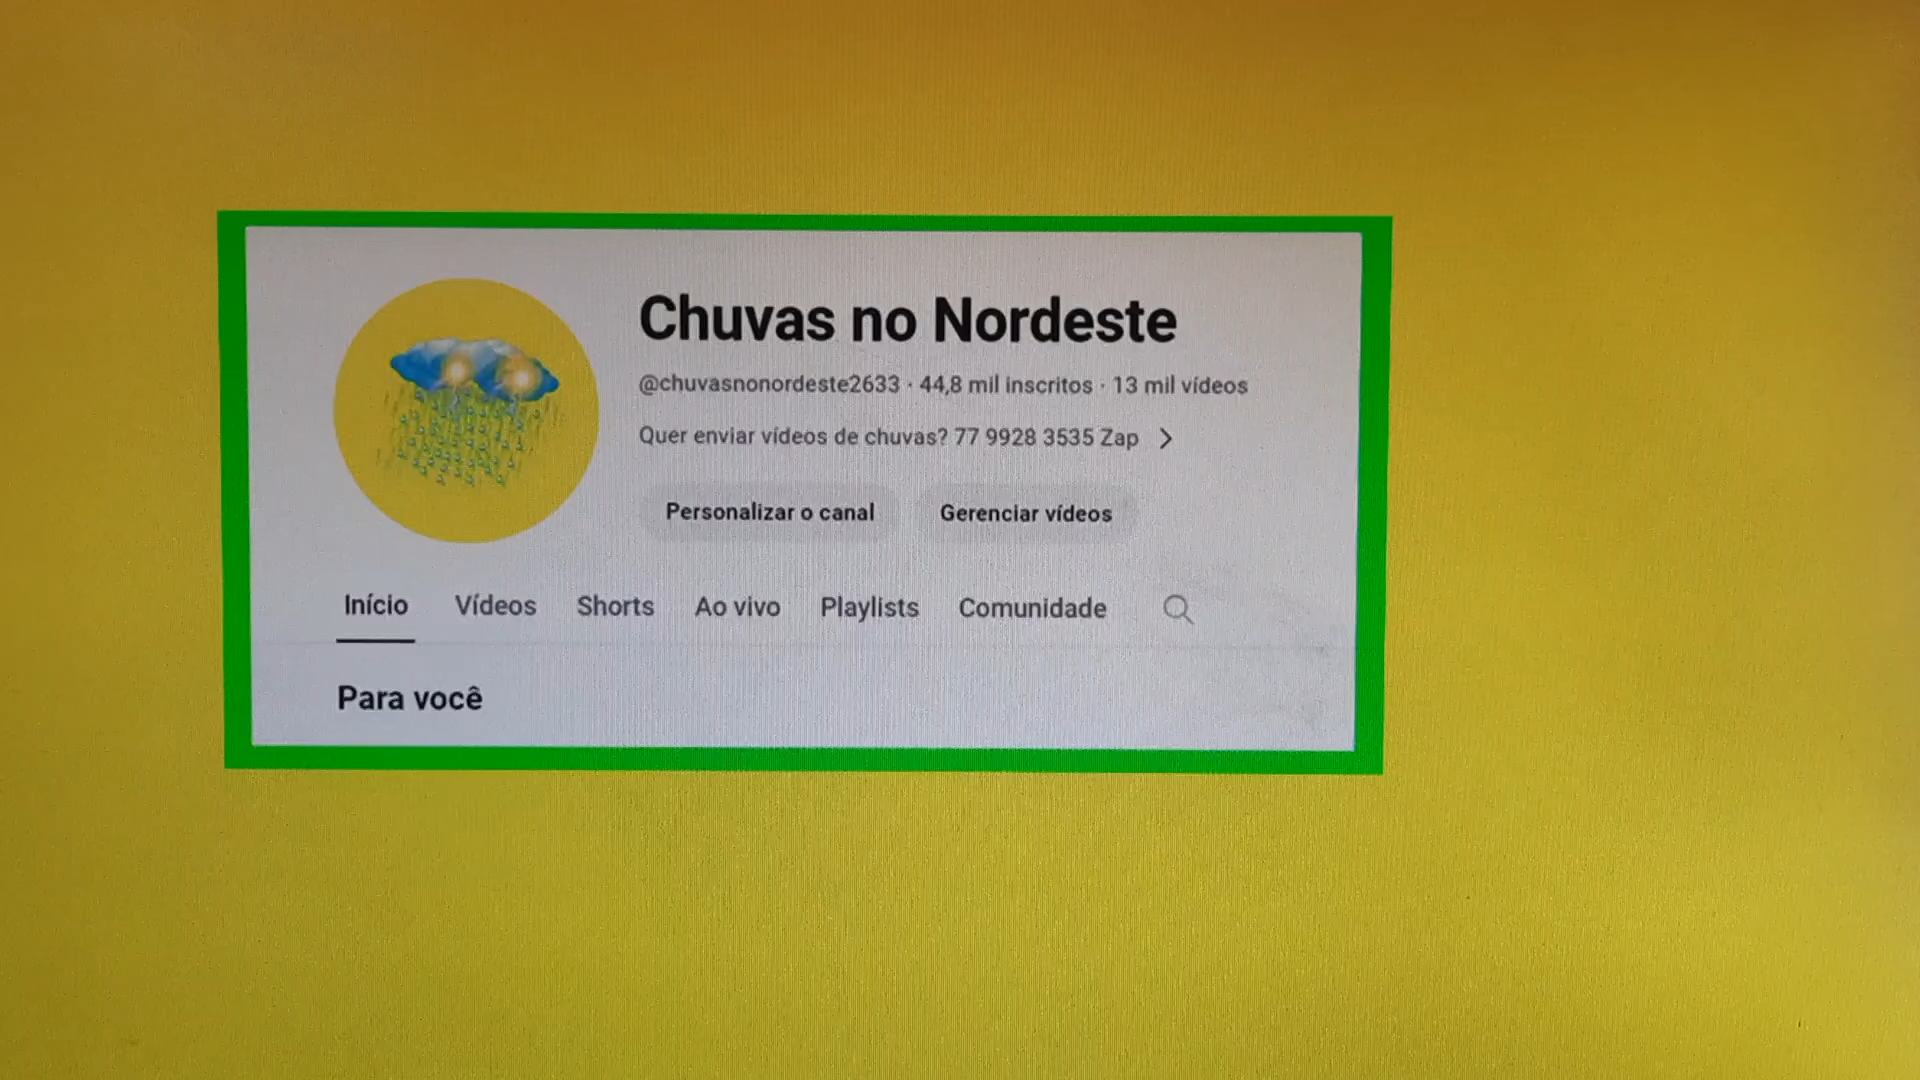 Chuvas no Nordeste
@chuvasnonordeste2633 · 44,8 mil inscritos · 13 mil vídeos
Quer enviar vídeos de chuvas? 77 9928 3535 Zap
Personalizar o canal Gerenciar vídeos
Início Vídeos Shorts Ao vivo Playlists Comunidade
Para você